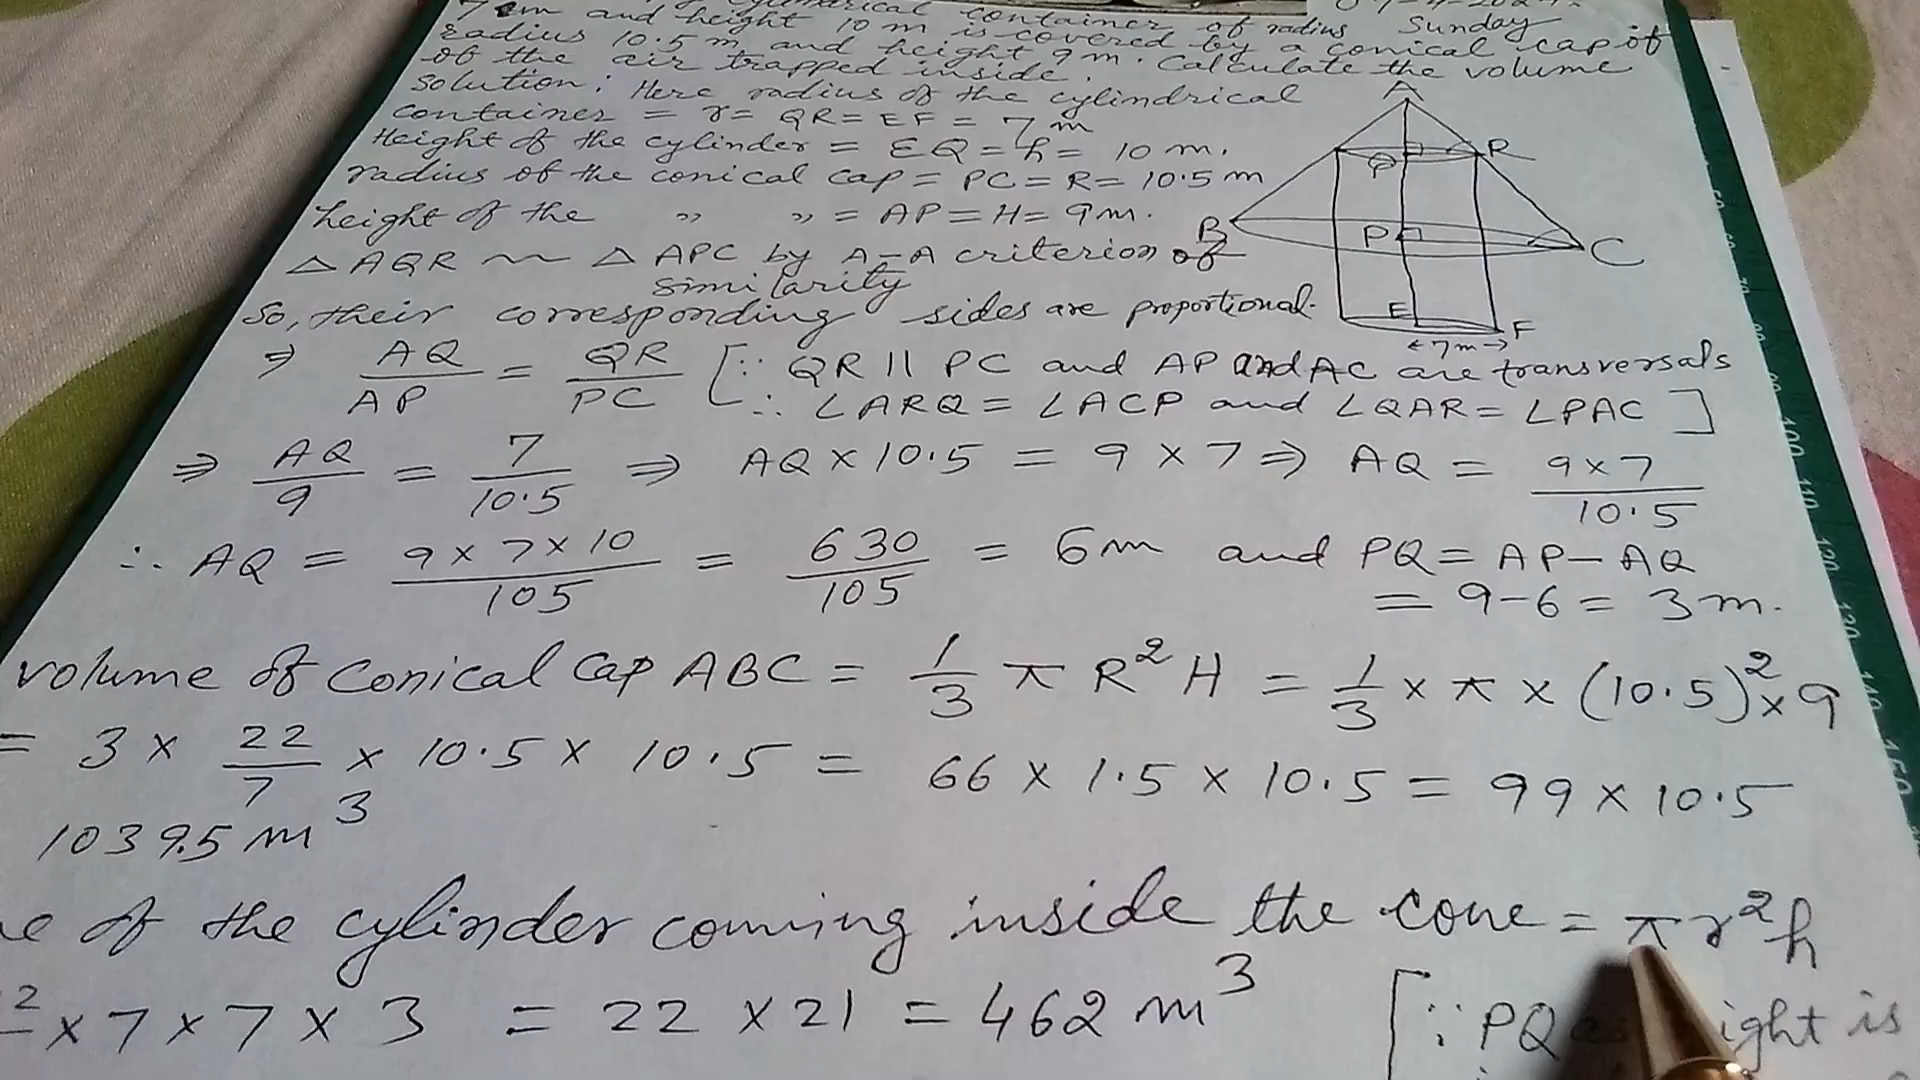 cylindrical container of radius Sunday
7 cm and height 10 m is covered by a conical cap of
radius 10.5 m and height 9 m. Calculate the volume
of the air trapped inside.
Solution: Here radius of the cylindrical
container = r = QR = EF = 7 m
Height of the cylinder = EQ = h = 10 m.
radius of the conical cap = PC = R = 10.5 m
height of the " " = AP = H = 9 m.
△AQR ~ △APC by A-A criterion of
similarity
So, their corresponding sides are proportional.
⇒ AQ/AP = QR/PC [∵ QR || PC and AP and AC are transversals
∴ ∠ARQ = ∠ACP and ∠QAR = ∠PAC]
⇒ AQ/9 = 7/10.5 ⇒ AQ × 10.5 = 9 × 7 ⇒ AQ = 9×7/10.5
∴ AQ = 9×7×10/105 = 630/105 = 6 m and PQ = AP - AQ
= 9-6 = 3 m.
volume of Conical Cap ABC = 1/3 π R² H = 1/3 × π × (10.5)² × 9
= 3 × 22/7 × 10.5 × 10.5 = 66 × 1.5 × 10.5 = 99 × 10.5
1039.5 m³
of the cylinder coming inside the cone = π r² h
× 7 × 7 × 3 = 22 × 21 = 462 m³ [∵ PQ is
A
Q
R
B
P
C
E
F
←7m→